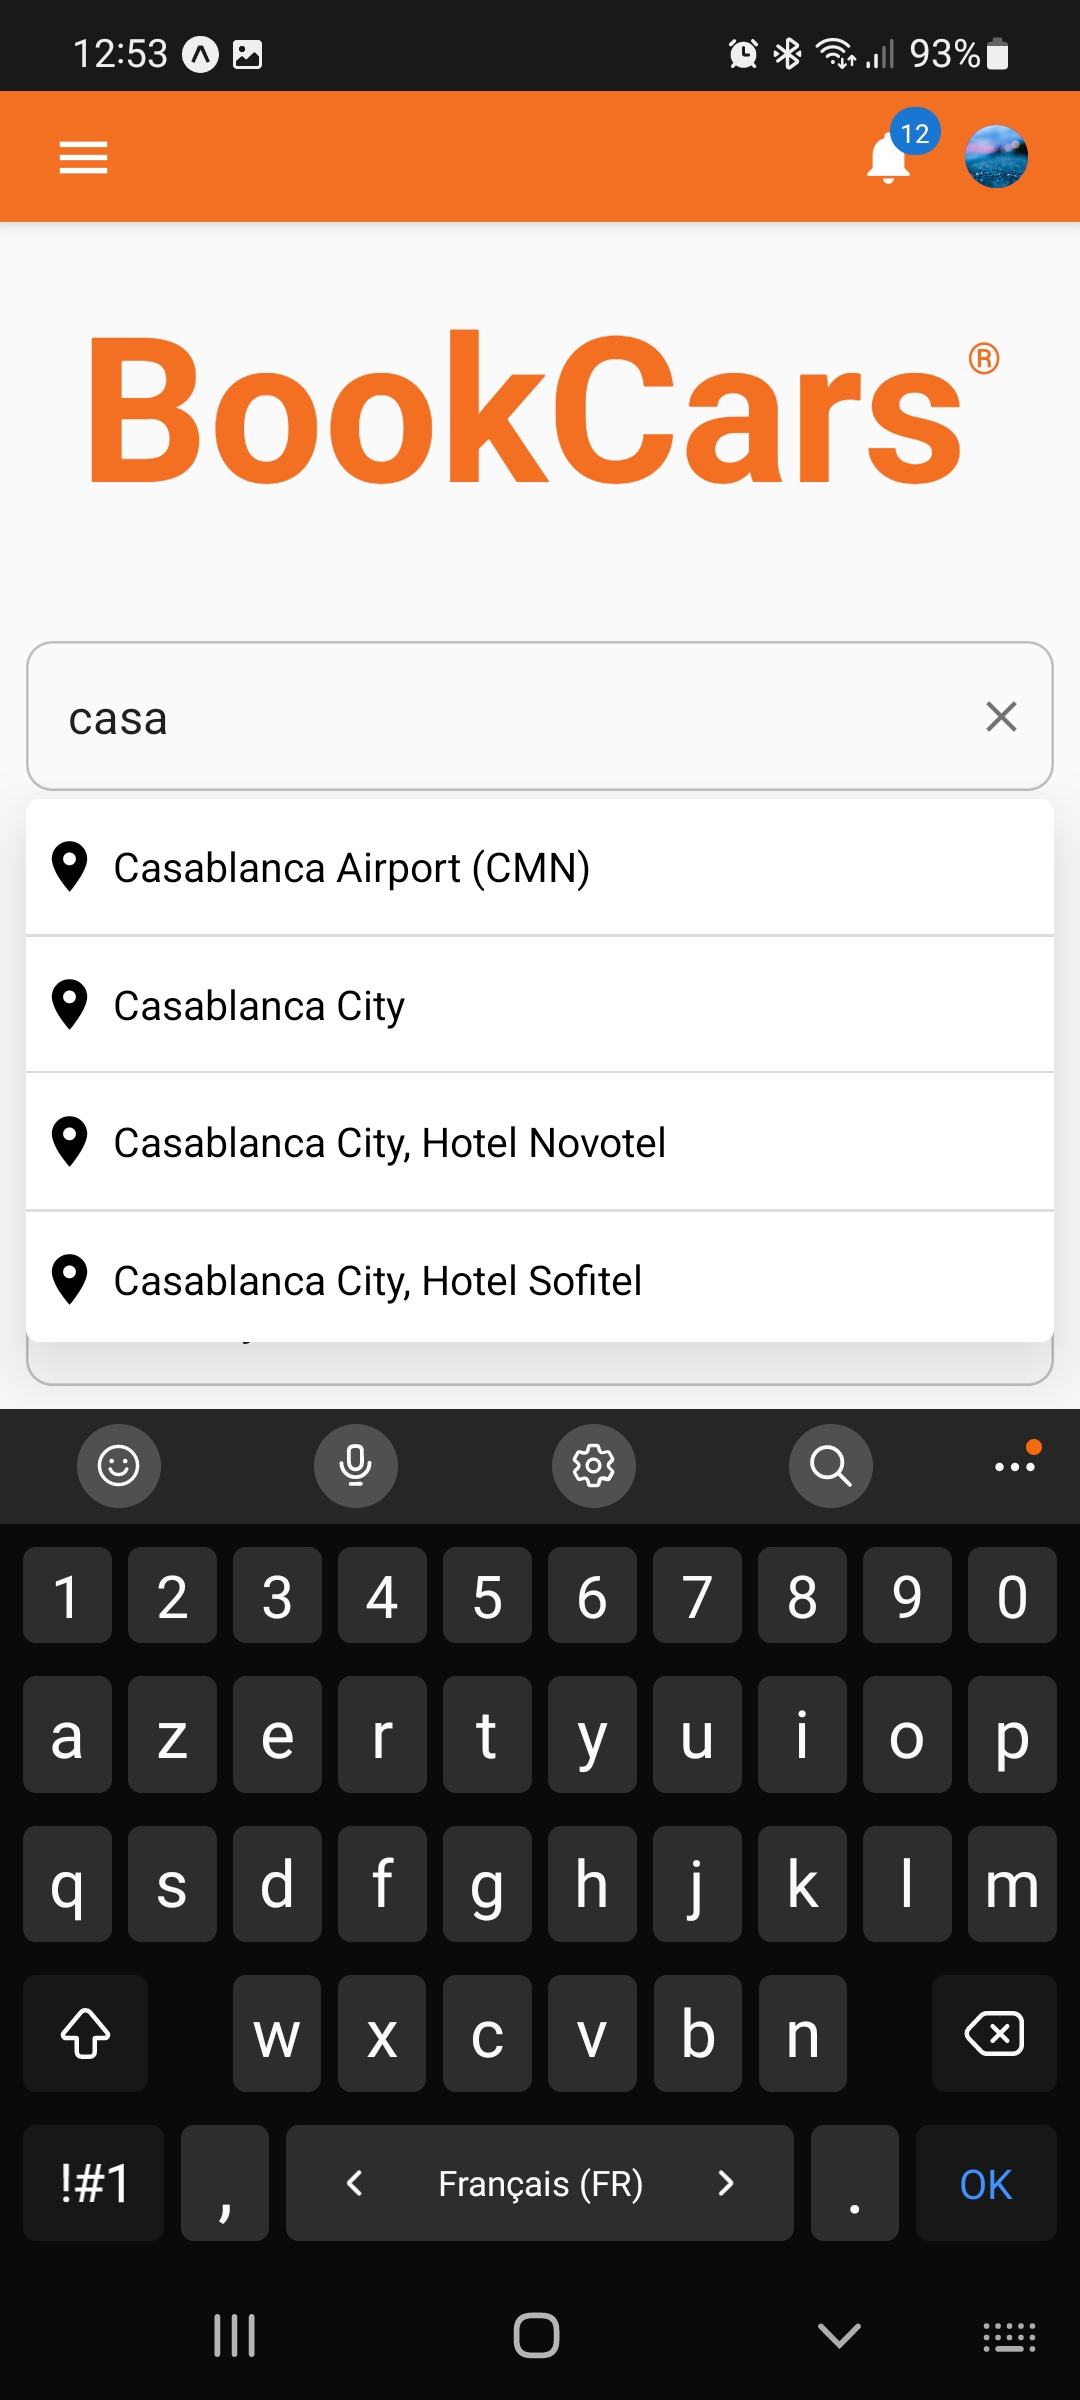 12:53 93%
12
BookCars®
casa
Casablanca Airport (CMN)
Casablanca City
Casablanca City, Hotel Novotel
Casablanca City, Hotel Sofitel
1 2 3 4 5 6 7 8 9 0
a z e r t y u i o p
q s d f g h j k l m
w x c v b n
!#1 , Français (FR) . OK